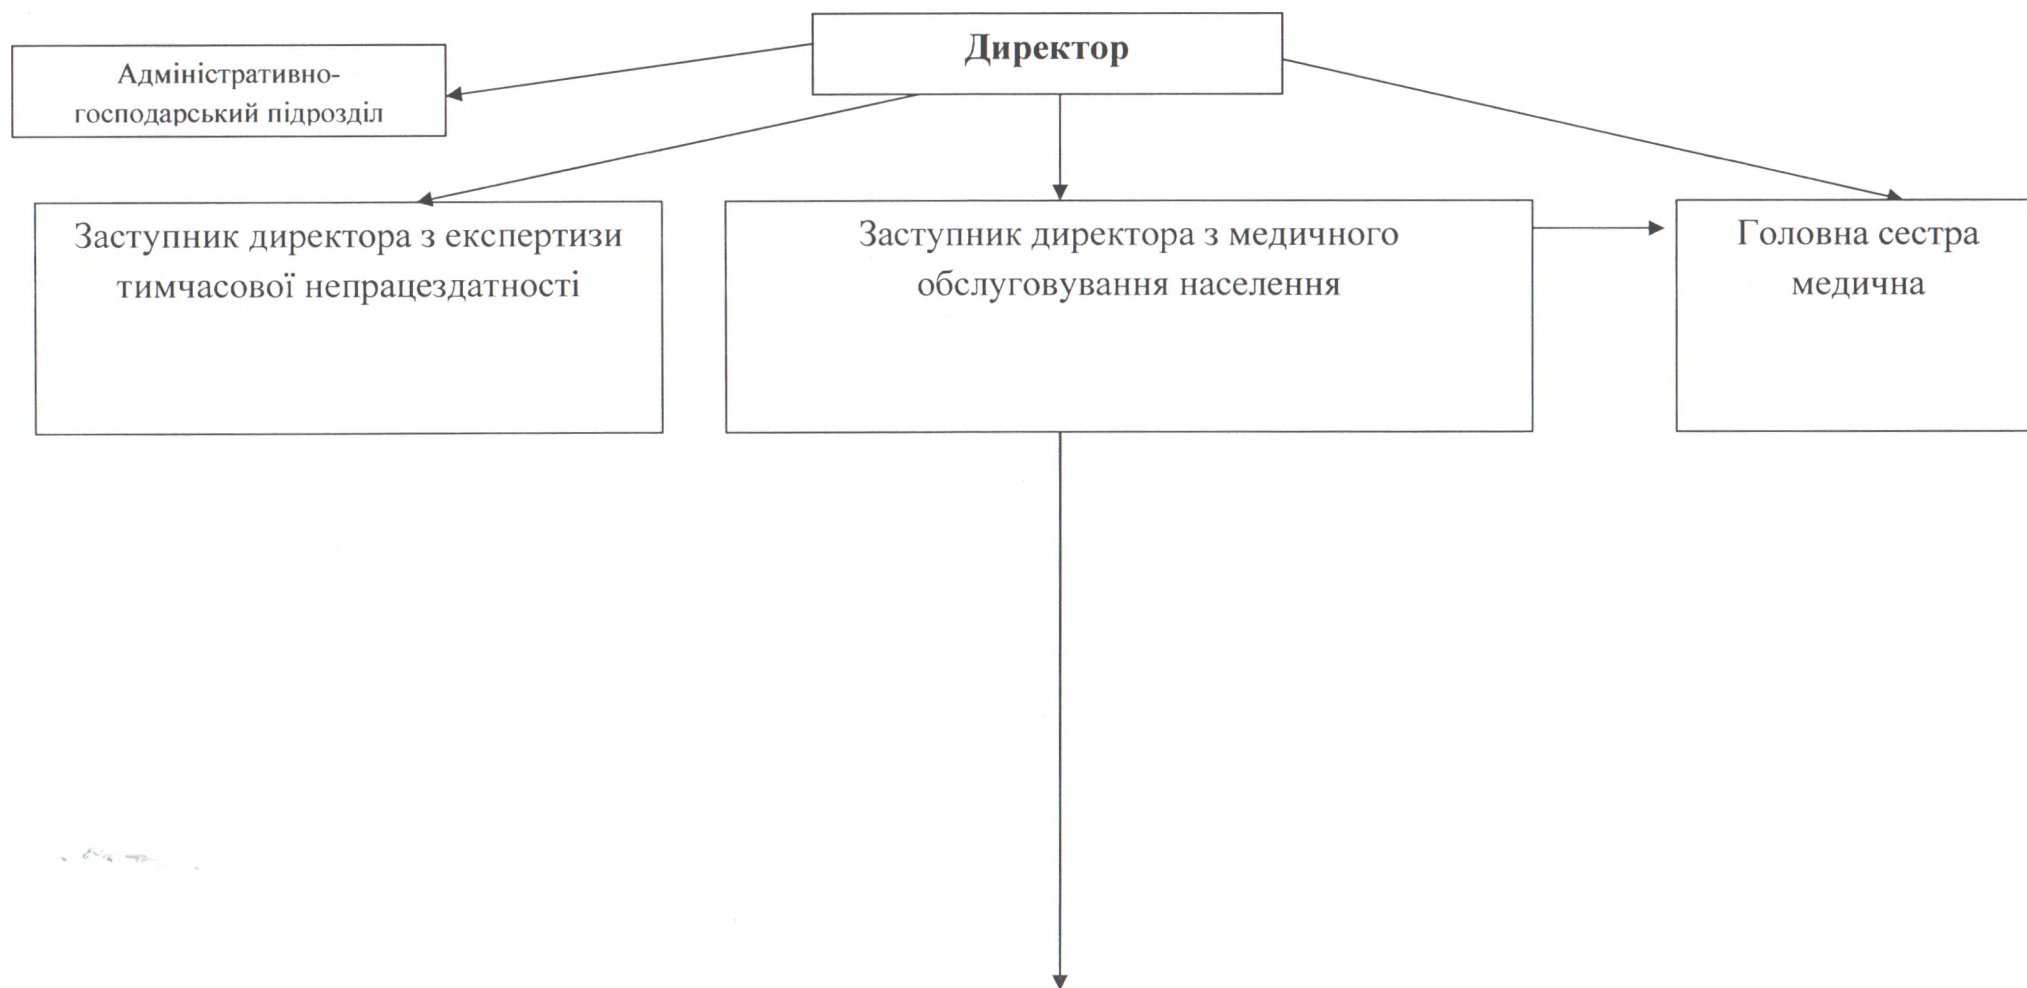 Директор
Адміністративно-
господарський підрозділ
Заступник директора з експертизи
тимчасової непрацездатності
Заступник директора з медичного
обслуговування населення
Головна сестра
медична